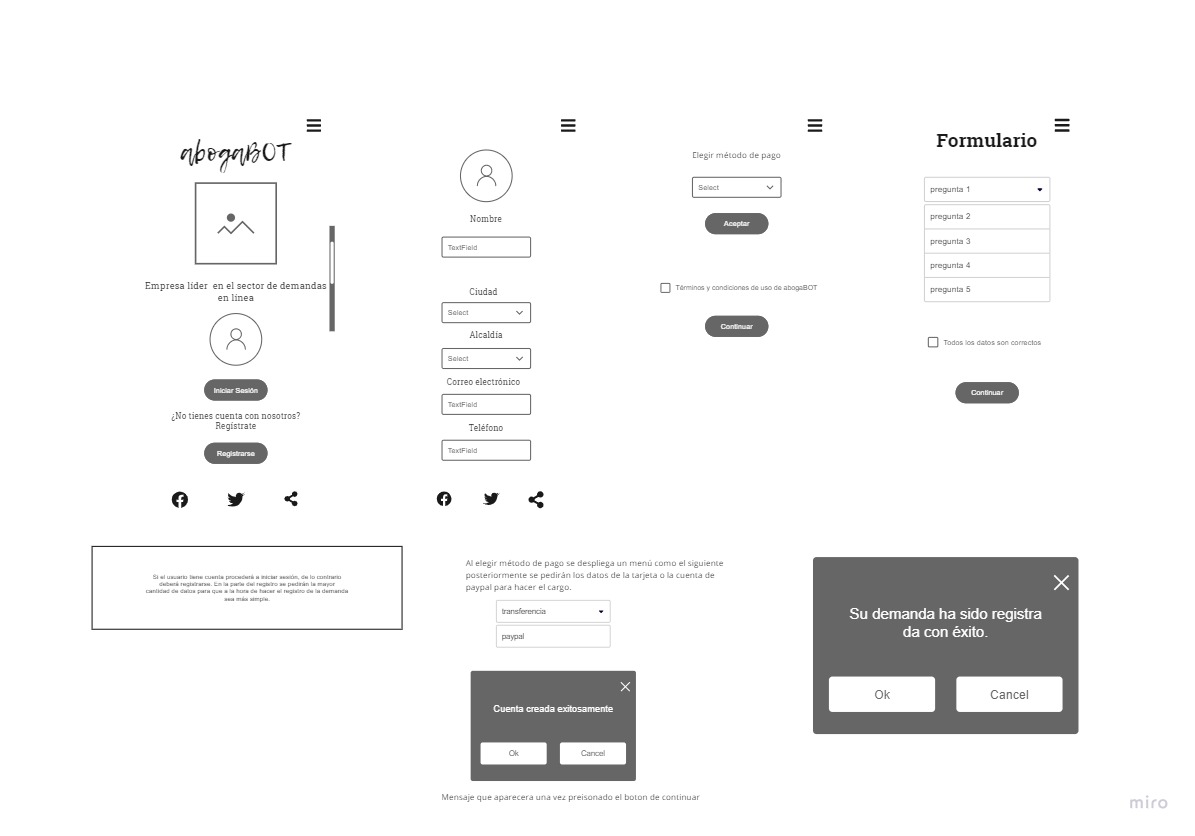 abogaBOT
Empresa líder en el sector de demandas
en línea
Iniciar Sesión
¿No tienes cuenta con nosotros?
Regístrate
Registrarse
Nombre
TextField
Ciudad
Select
Alcaldía
Select
Correo electrónico
TextField
Teléfono
TextField
Elegir método de pago
Select
Aceptar
Términos y condiciones de uso de abogaBOT
Continuar
Formulario
pregunta 1
pregunta 2
pregunta 3
pregunta 4
pregunta 5
Todos los datos son correctos
Continuar
Si el usuario tiene cuenta procederá a iniciar sesión, de lo contrario
deberá registrarse. En la parte del registro se pedirán la mayor
cantidad de datos para que a la hora de hacer el registro de la demanda
sea más simple.
Al elegir método de pago se despliega un menú como el siguiente
posteriormente se pedirán los datos de la tarjeta o la cuenta de
paypal para hacer el cargo.
transferencia
paypal
Cuenta creada exitosamente
Ok Cancel
Mensaje que aparecera una vez preisonado el boton de continuar
Su demanda ha sido registra
da con éxito.
Ok Cancel
miro